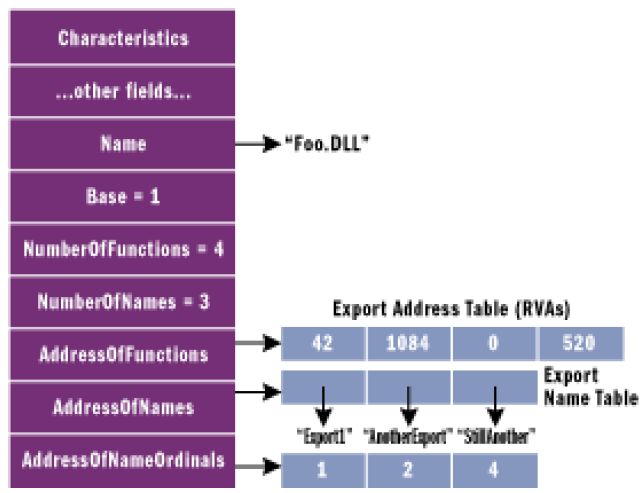 Characteristics
...other fields...
Name
"Foo.DLL"
Base = 1
NumberOfFunctions = 4
NumberOfNames = 3
Export Address Table (RVAs)
AddressOfFunctions
42 1084 0 520
AddressOfNames
Export
Name Table
"Export1" "AnotherExport" "StillAnother"
AddressOfNameOrdinals
1 2 4